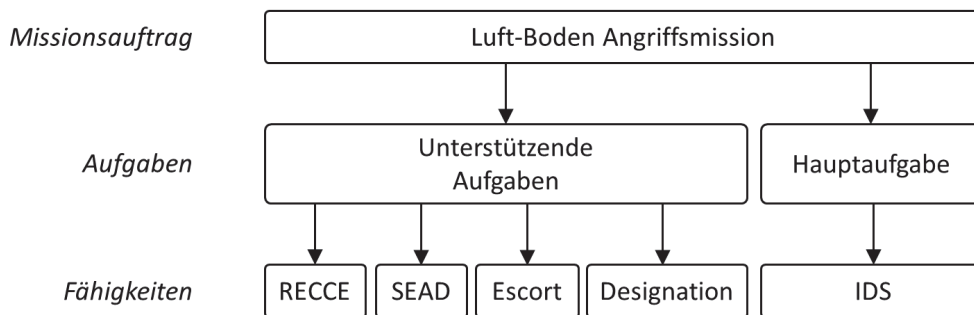 Missionsauftrag
Luft-Boden Angriffsmission
Aufgaben
Unterstützende
Aufgaben
Hauptaufgabe
Fähigkeiten
RECCE
SEAD
Escort
Designation
IDS